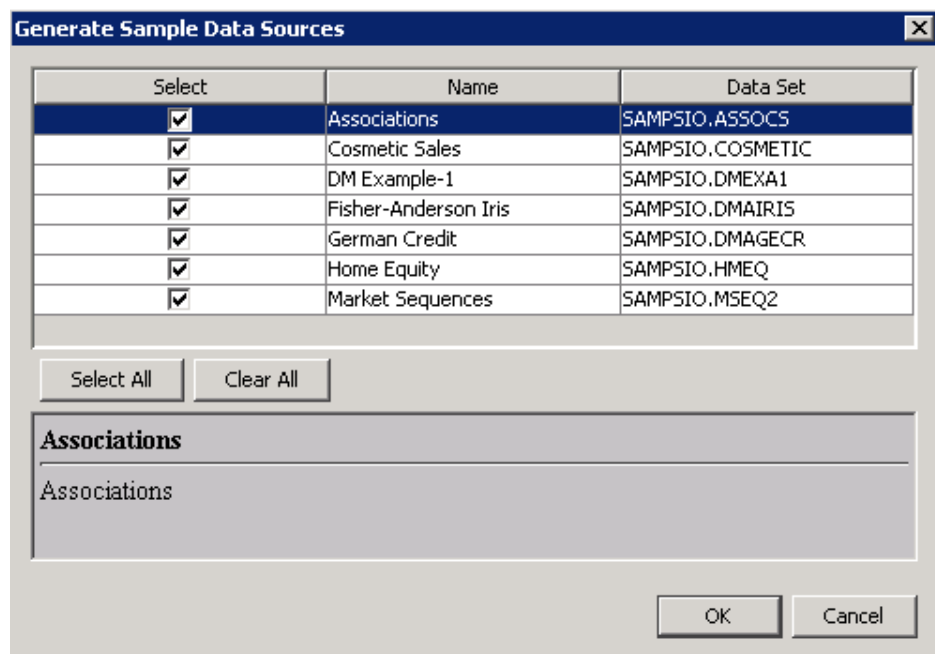 Generate Sample Data Sources
Select Name Data Set
Associations SAMPSIO.ASSOCS
Cosmetic Sales SAMPSIO.COSMETIC
DM Example-1 SAMPSIO.DMEXA1
Fisher-Anderson Iris SAMPSIO.DMAIRIS
German Credit SAMPSIO.DMAGECR
Home Equity SAMPSIO.HMEQ
Market Sequences SAMPSIO.MSEQ2
Select All Clear All
Associations
Associations
OK Cancel